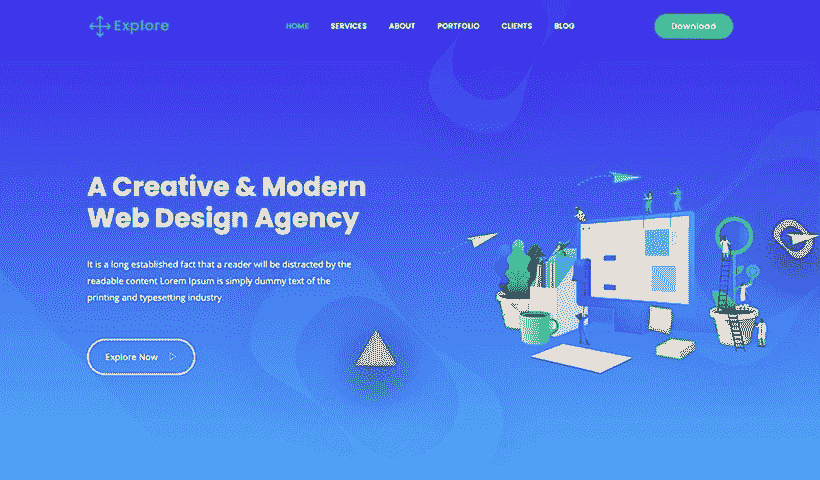 Explore
HOME SERVICES ABOUT PORTFOLIO CLIENTS BLOG
Download
A Creative & Modern
Web Design Agency
It is a long established fact that a reader will be distracted by the
readable content Lorem Ipsum is simply dummy text of the
printing and typesetting industry
Explore Now